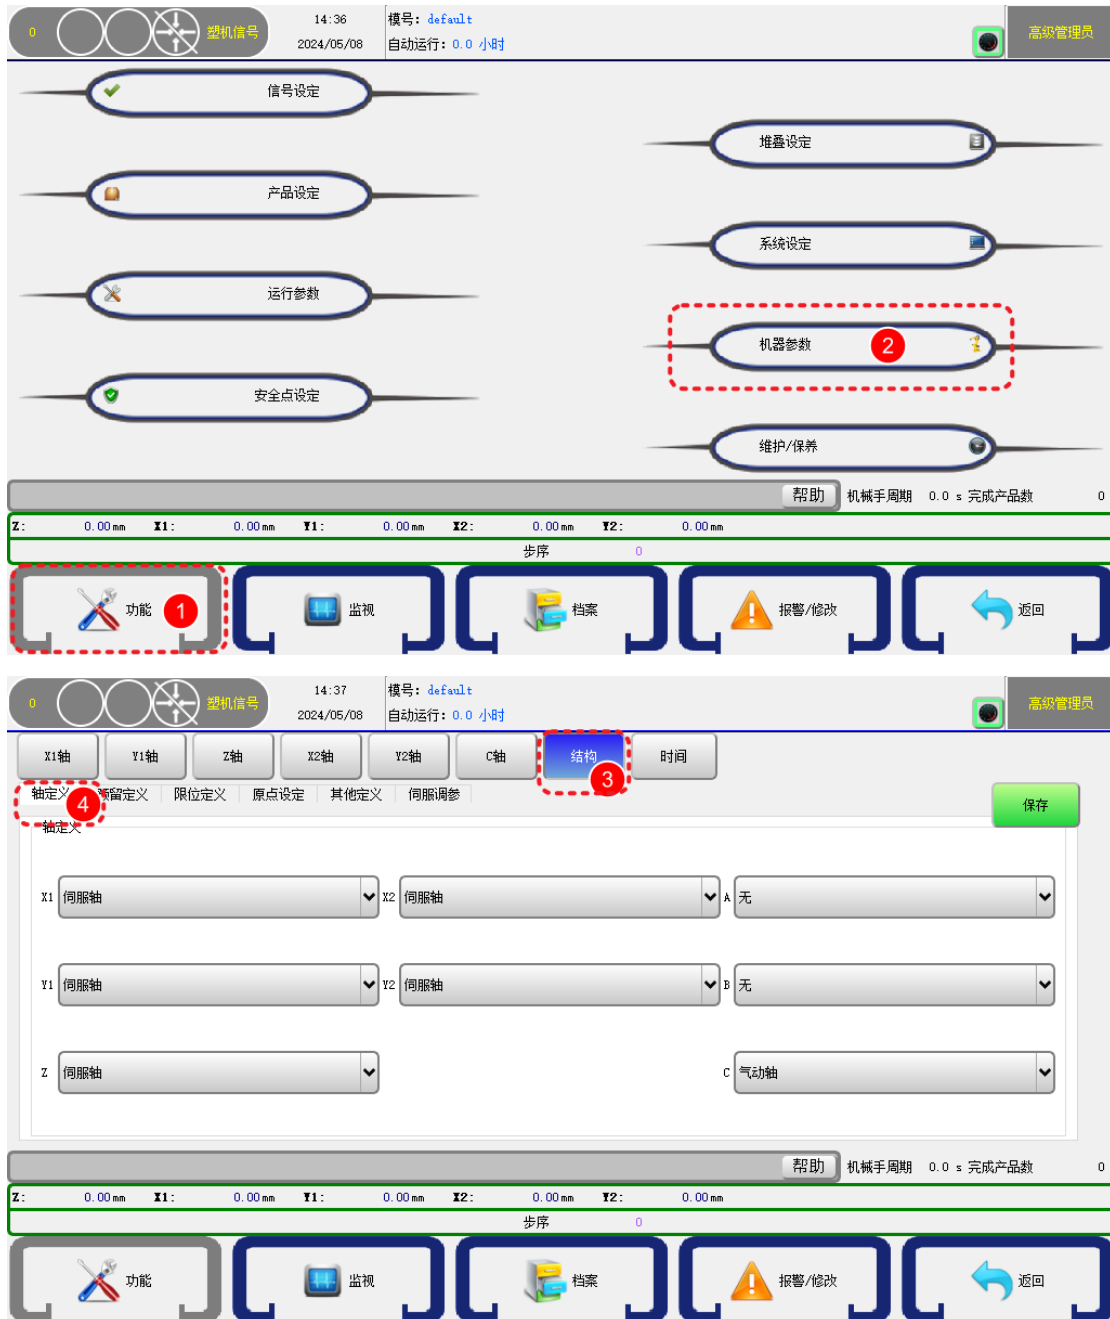 0 塑机信号 14:36 模号: default 高级管理员
2024/05/08 自动运行: 0.0 小时
信号设定
堆叠设定
产品设定
系统设定
运行参数
机器参数 2
安全点设定
维护/保养
帮助 机械手周期 0.0 s 完成产品数 0
Z: 0.00mm X1: 0.00mm Y1: 0.00mm X2: 0.00mm Y2: 0.00mm
步序 0
功能 1 监视 档案 报警/修改 返回
0 塑机信号 14:37 模号: default 高级管理员
2024/05/08 自动运行: 0.0 小时
X1轴 Y1轴 Z轴 X2轴 Y2轴 C轴 结构 3 时间
轴定义 4 预留定义 限位定义 原点设定 其他定义 伺服调参 保存
轴定义
X1 伺服轴 X2 伺服轴 A 无
Y1 伺服轴 Y2 伺服轴 B 无
Z 伺服轴 C 气动轴
帮助 机械手周期 0.0 s 完成产品数 0
Z: 0.00mm X1: 0.00mm Y1: 0.00mm X2: 0.00mm Y2: 0.00mm
步序 0
功能 监视 档案 报警/修改 返回